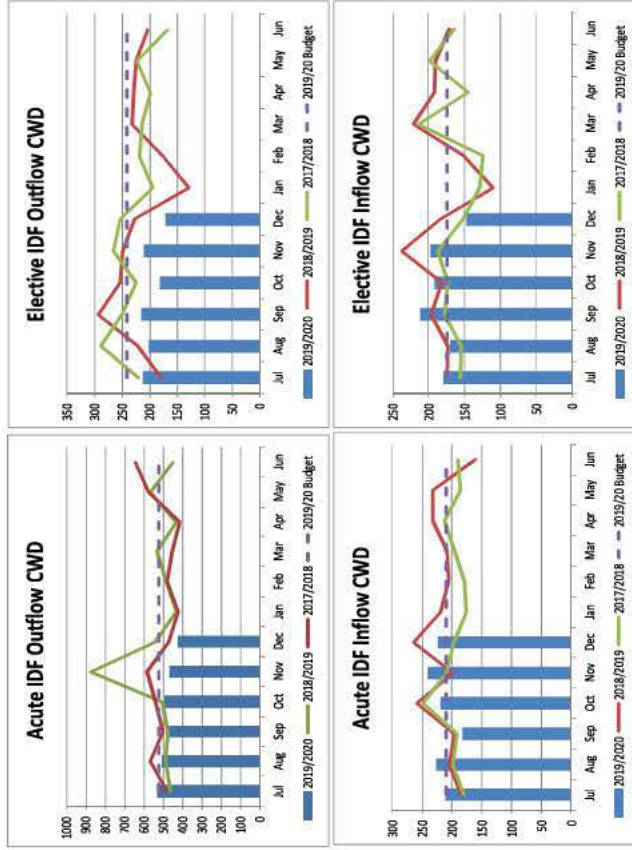 Acute IDF Outflow CWD
1000
900
800
700
600
500
400
300
200
100
0
Jul Aug Sep Oct Nov Dec Jan Feb Mar Apr May Jun
2019/2020 2018/2019 2017/2018 2019/20 Budget
Elective IDF Outflow CWD
350
300
250
200
150
100
50
0
Jul Aug Sep Oct Nov Dec Jan Feb Mar Apr May Jun
2019/2020 2018/2019 2017/2018 2019/20 Budget
Acute IDF Inflow CWD
300
250
200
150
100
50
0
Jul Aug Sep Oct Nov Dec Jan Feb Mar Apr May Jun
2019/2020 2018/2019 2017/2018 2019/20 Budget
Elective IDF Inflow CWD
250
200
150
100
50
0
Jul Aug Sep Oct Nov Dec Jan Feb Mar Apr May Jun
2019/2020 2018/2019 2017/2018 2019/20 Budget